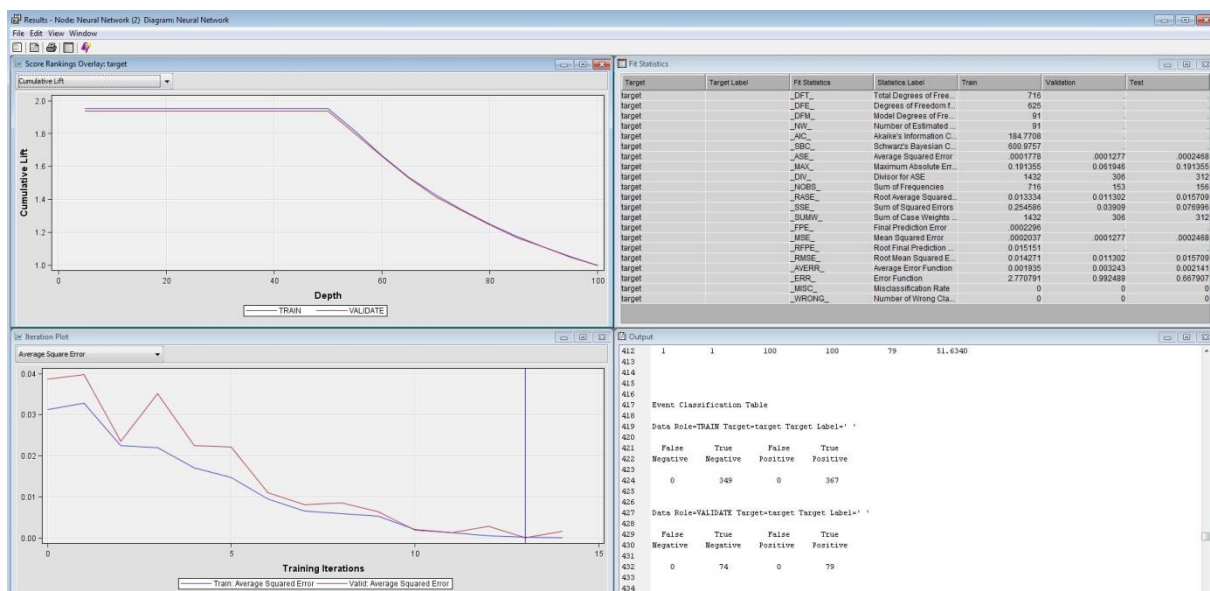 Results - Node: Neural Network (2) Diagram: Neural Network
File Edit View Window
Score Rankings Overlay: target
Cumulative Lift
2.0
1.8
1.6
1.4
1.2
1.0
Cumulative Lift
0 20 40 60 80 100
Depth
TRAIN VALIDATE
Fit Statistics
Target Target Label Fit Statistics Statistics Label Train Validation Test
target _DFT_ Total Degrees of Free... 716 . .
target _DFE_ Degrees of Freedom f... 625 . .
target _DFM_ Model Degrees of Fre... 91 . .
target _NW_ Number of Estimated ... 91 . .
target _AIC_ Akaike's Information C... 184.7708 . .
target _SBC_ Schwarz's Bayesian C... 600.9757 . .
target _ASE_ Average Squared Error .0001778 .0001277 .0002468
target _MAX_ Maximum Absolute Err... 0.191355 0.061946 0.191355
target _DIV_ Divisor for ASE 1432 306 312
target _NOBS_ Sum of Frequencies 716 153 156
target _RASE_ Root Average Squared... 0.013334 0.011302 0.015709
target _SSE_ Sum of Squared Errors 0.254586 0.03909 0.076996
target _SUMW_ Sum of Case Weights ... 1432 306 312
target _FPE_ Final Prediction Error .0002296 . .
target _MSE_ Mean Squared Error .0002037 .0001277 .0002468
target _RFPE_ Root Final Prediction ... 0.015151 . .
target _RMSE_ Root Mean Squared E... 0.014271 0.011302 0.015709
target _AVERR_ Average Error Function 0.001935 0.003243 0.002141
target _ERR_ Error Function 2.770791 0.992489 0.667907
target _MISC_ Misclassification Rate 0 0 0
target _WRONG_ Number of Wrong Cla... 0 0 0
Iteration Plot
Average Square Error
0.04
0.03
0.02
0.01
0.00
0 5 10 15
Training Iterations
Train: Average Squared Error Valid: Average Squared Error
Output
412 1 1 100 100 79 51.6340
413
414
415
416
417 Event Classification Table
418
419 Data Role=TRAIN Target=target Target Label=' '
420
421 False True False True
422 Negative Negative Positive Positive
423
424 0 349 0 367
425
426
427 Data Role=VALIDATE Target=target Target Label=' '
428
429 False True False True
430 Negative Negative Positive Positive
431
432 0 74 0 79
433
434